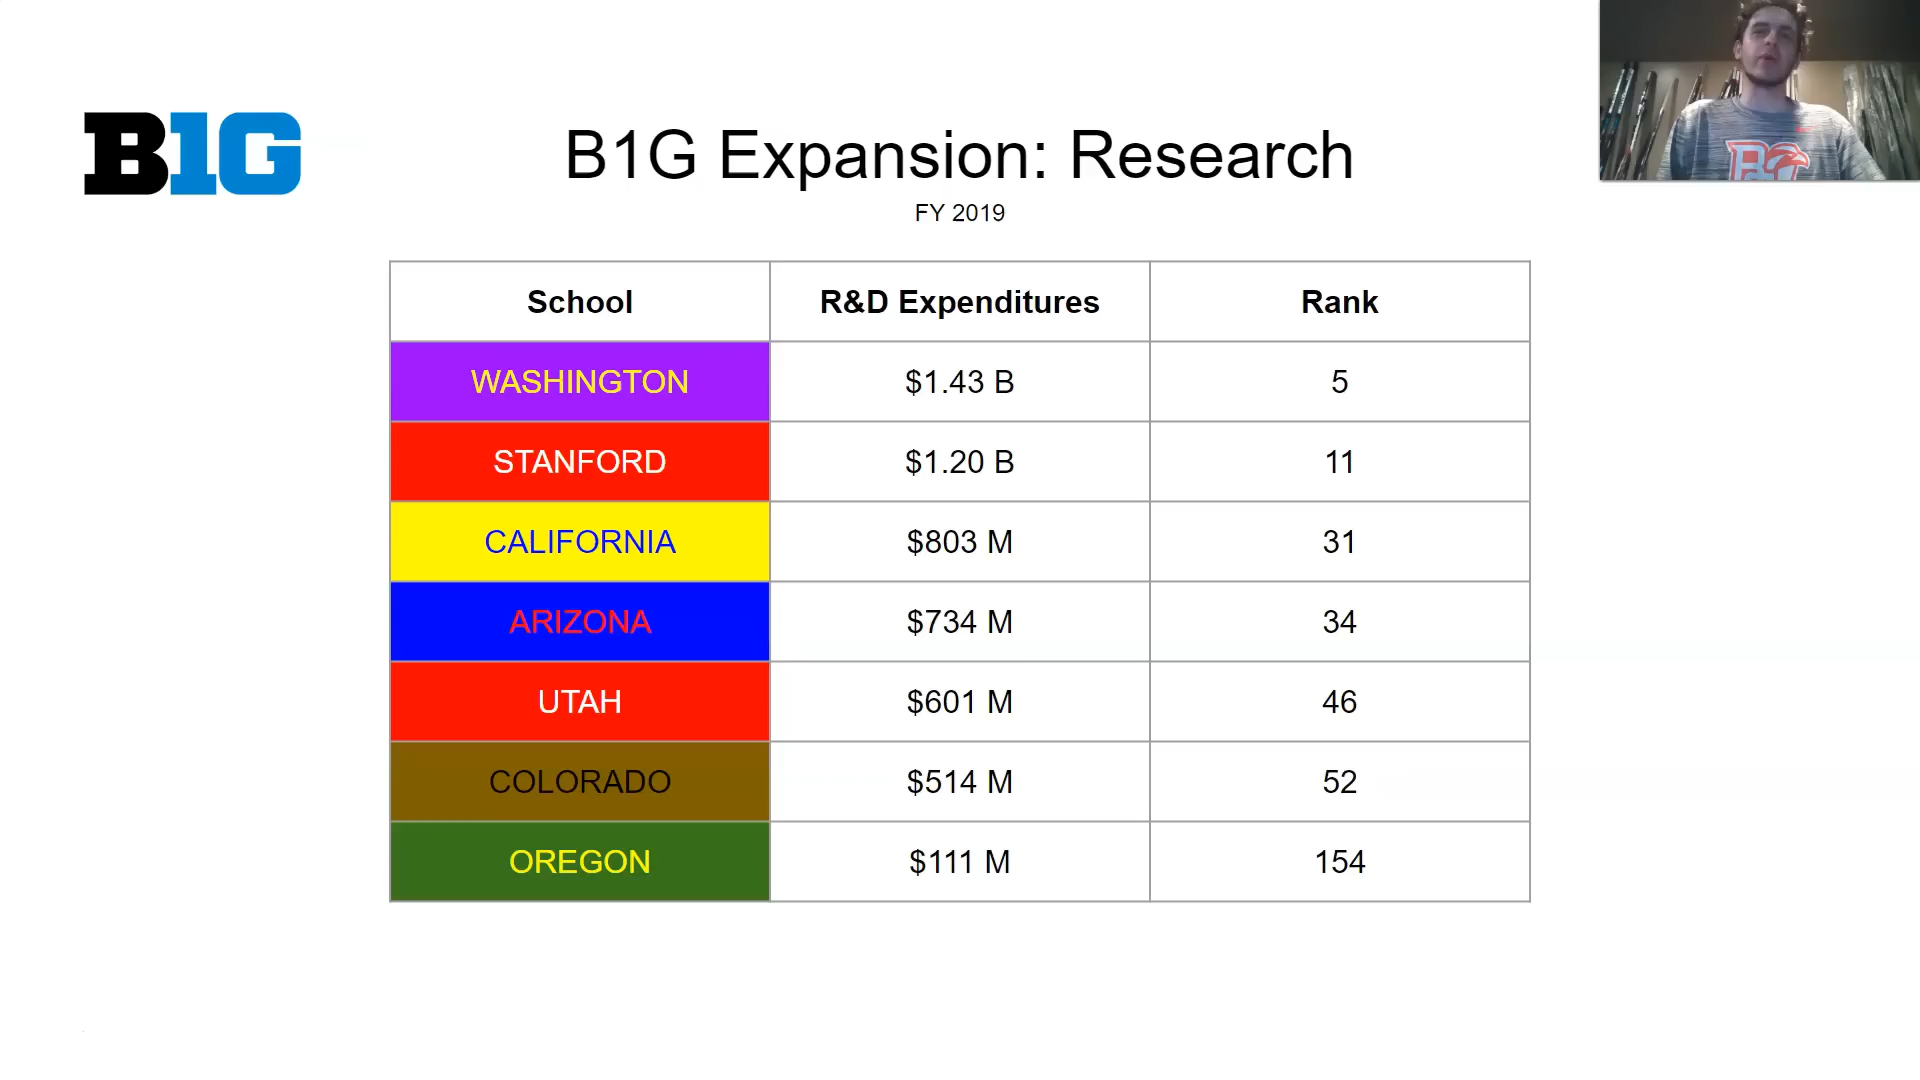 B1G
B1G Expansion: Research
FY 2019
School R&D Expenditures Rank
WASHINGTON $1.43 B 5
STANFORD $1.20 B 11
CALIFORNIA $803 M 31
ARIZONA $734 M 34
UTAH $601 M 46
COLORADO $514 M 52
OREGON $111 M 154